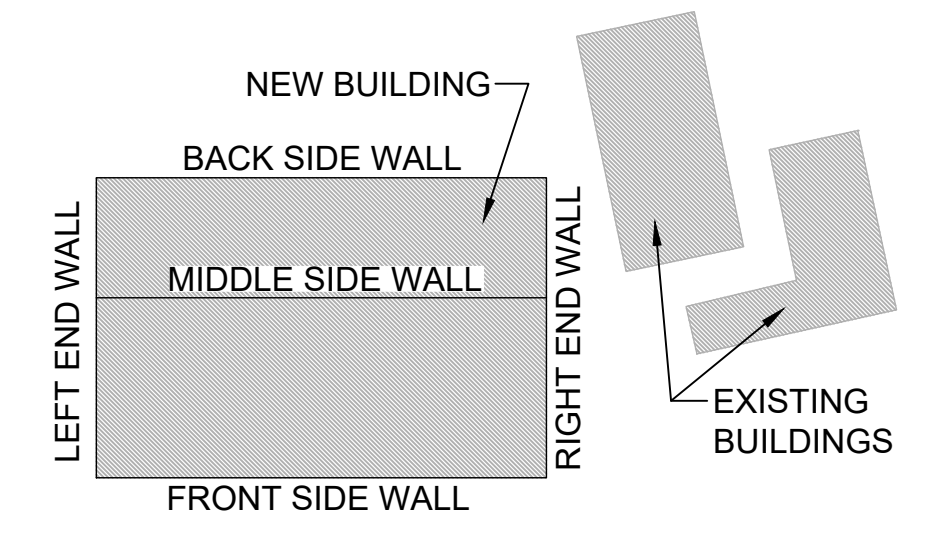 NEW BUILDING
BACK SIDE WALL
LEFT END WALL
MIDDLE SIDE WALL
RIGHT END WALL
EXISTING
BUILDINGS
FRONT SIDE WALL